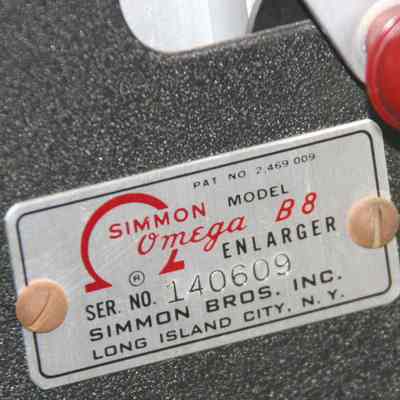 PAT NO 2,469,009
SIMMON MODEL
Omega B8
ENLARGER
®
SER. NO. 140609
SIMMON BROS. INC.
LONG ISLAND CITY, N. Y.